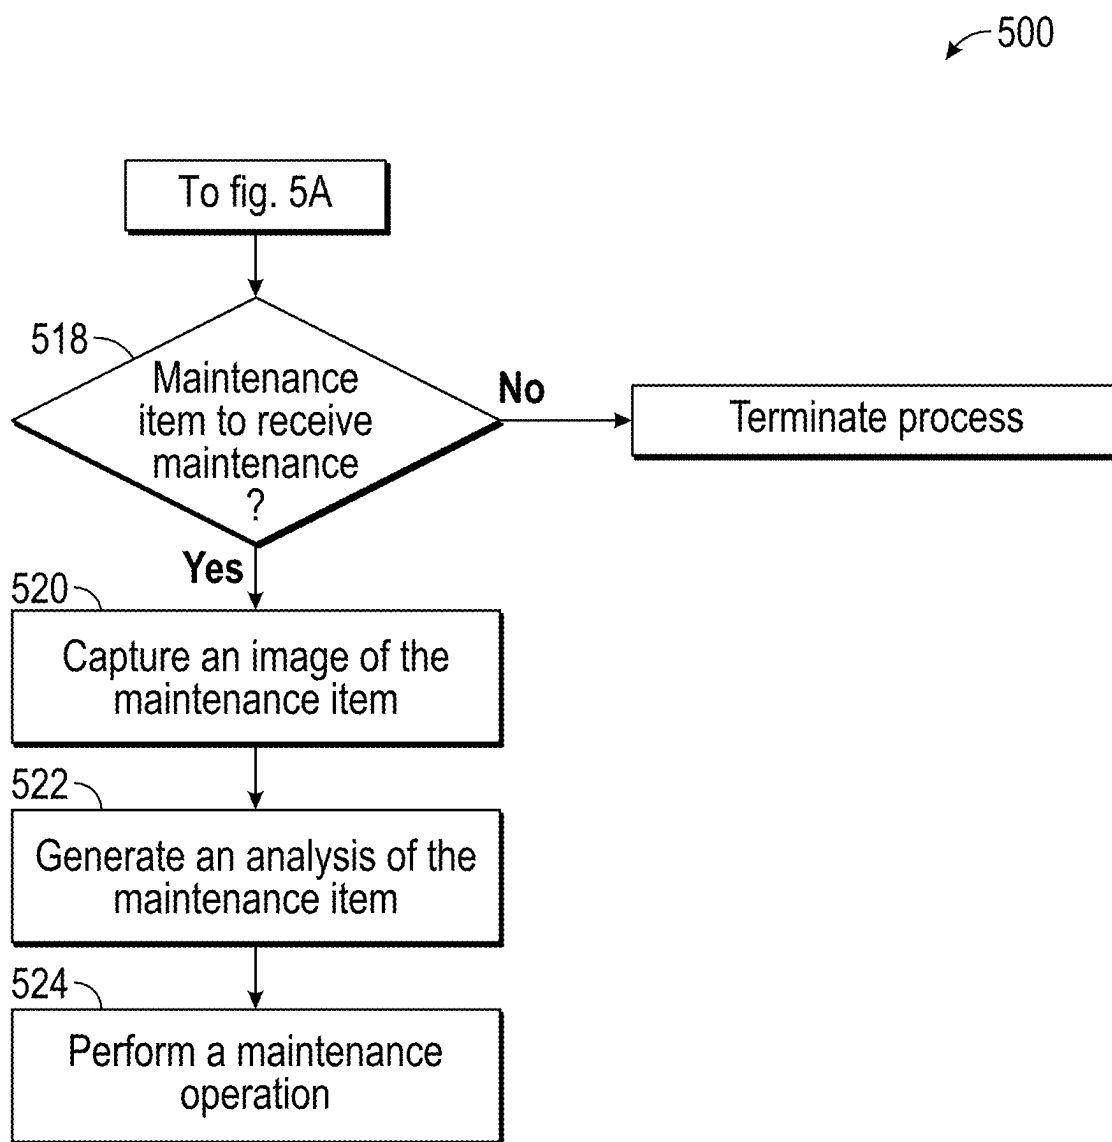 500
To fig. 5A
518
Maintenance
item to receive
maintenance
?
No
Terminate process
Yes
520
Capture an image of the
maintenance item
522
Generate an analysis of the
maintenance item
524
Perform a maintenance
operation